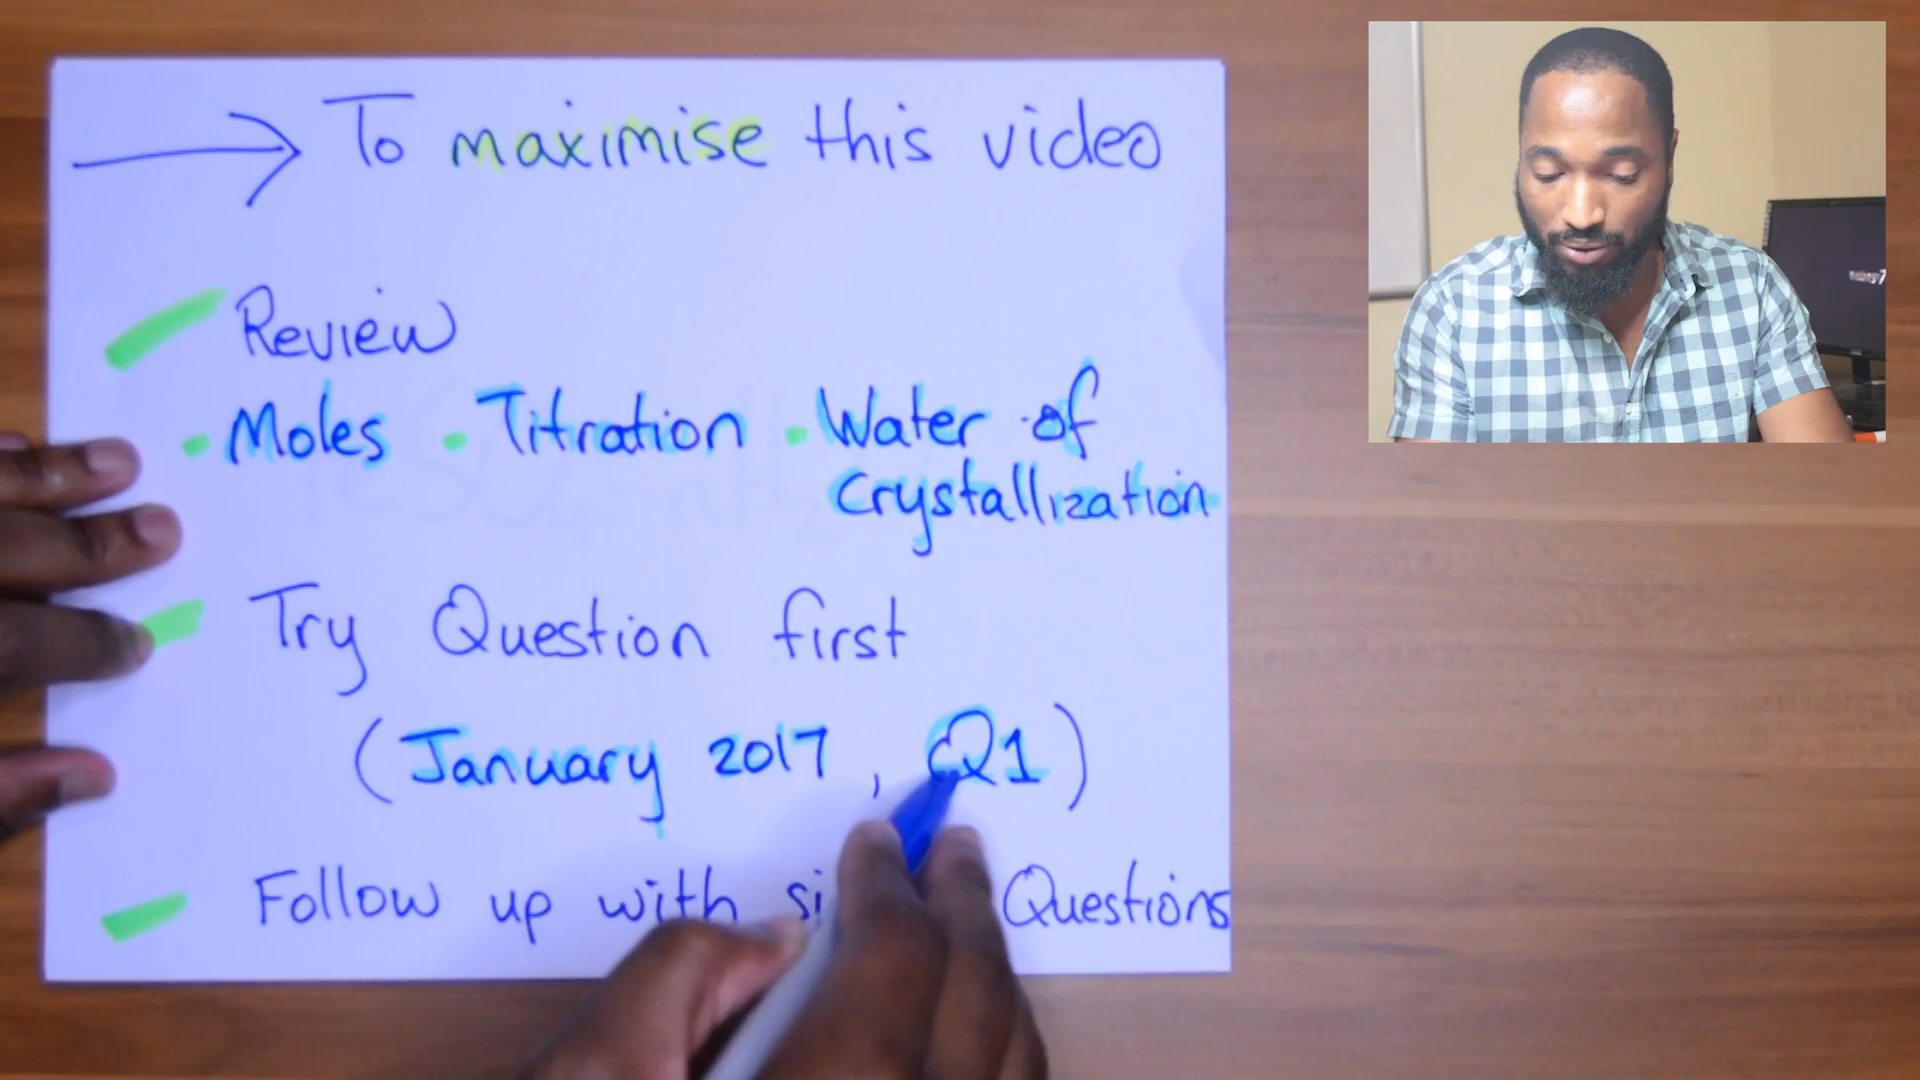 → To maximise this video
Review
• Moles • Titration • Water of
Crystallization
Try Question first
(January 2017, Q1)
Follow up with Questions